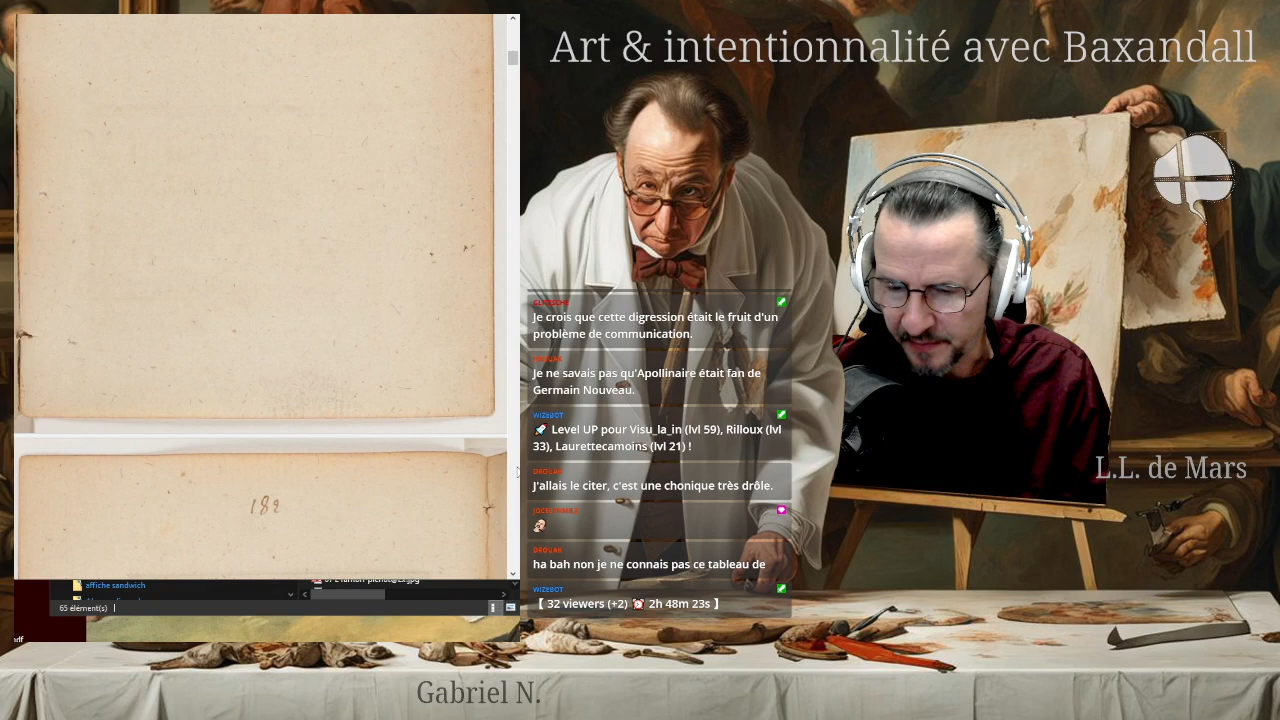 Art & intentionnalité avec Baxandall
182
Je crois que cette digression était le fruit d'un
problème de communication.
DROUAK
Je ne savais pas qu'Apollinaire était fan de
Germain Nouveau.
WIZEBOT
Level UP pour Visu_la_in (lvl 59), Rilloux (lvl
33), Laurettecamoins (lvl 21) !
DROUAK
J'allais le citer, c'est une chonique très drôle.
DROUAK
ha bah non je ne connais pas ce tableau de
WIZEBOT
【 32 viewers (+2) ⏰ 2h 48m 23s 】
L.L. de Mars
affiche sandwich
65 élément(s)
Gabriel N.